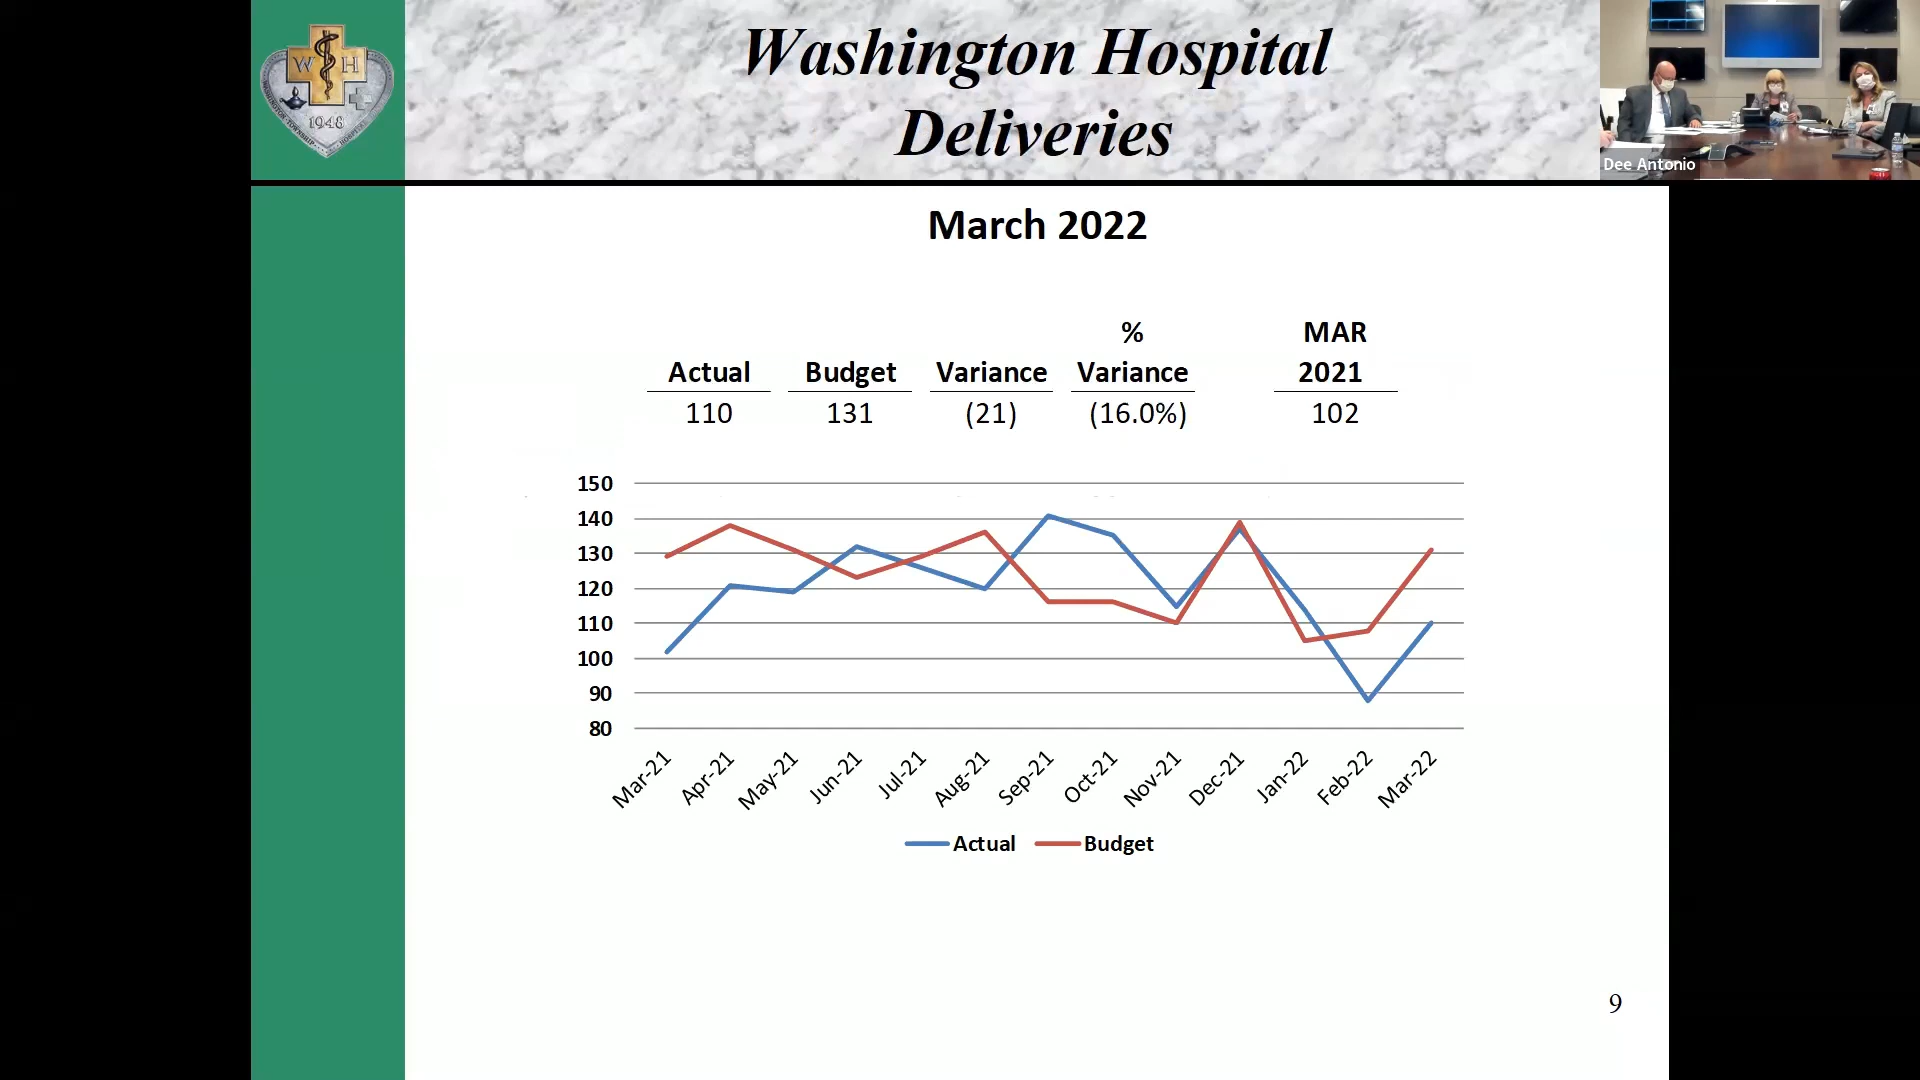 Washington Hospital
Deliveries
W H
1948
Dee Antonio
March 2022
% MAR
Actual Budget Variance Variance 2021
110 131 (21) (16.0%) 102
150
140
130
120
110
100
90
80
Mar-21 Apr-21 May-21 Jun-21 Jul-21 Aug-21 Sep-21 Oct-21 Nov-21 Dec-21 Jan-22 Feb-22 Mar-22
Actual Budget
9